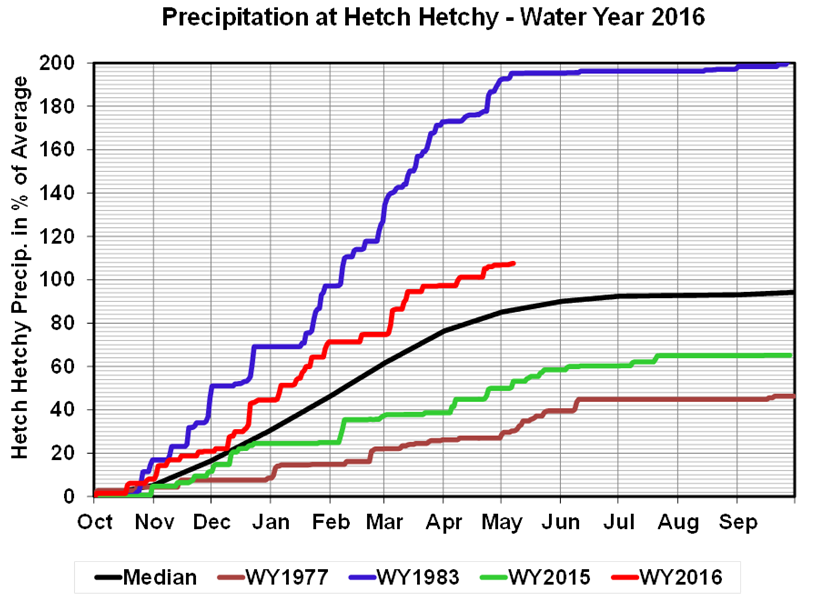 Precipitation at Hetch Hetchy - Water Year 2016
Hetch Hetchy Precip. in % of Average
200
180
160
140
120
100
80
60
40
20
0
Oct Nov Dec Jan Feb Mar Apr May Jun Jul Aug Sep
Median WY1977 WY1983 WY2015 WY2016